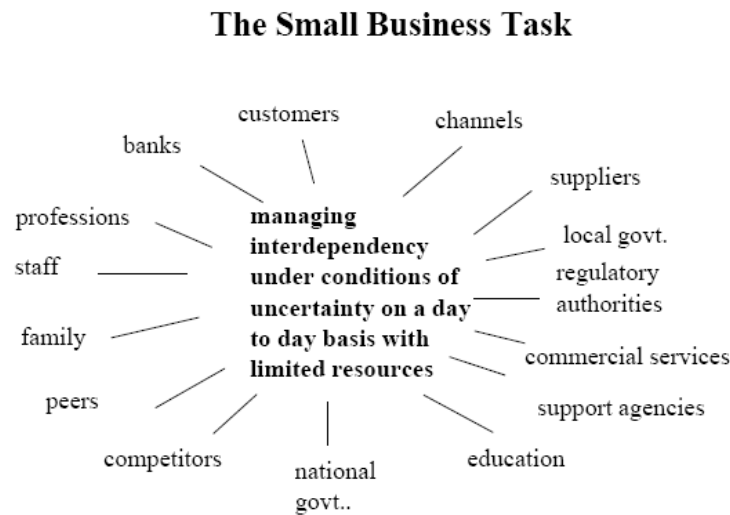 The Small Business Task
customers
channels
banks
suppliers
professions
managing
interdependency
under conditions of
uncertainty on a day
to day basis with
limited resources
local govt.
staff
regulatory
authorities
family
commercial services
peers
support agencies
competitors
national
govt..
education